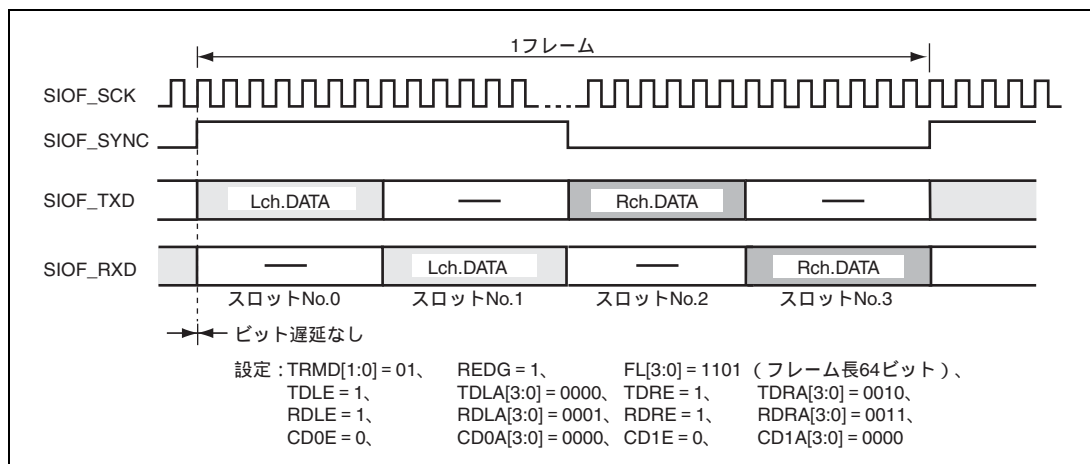 1フレーム
SIOF_SCK
SIOF_SYNC
SIOF_TXD Lch.DATA — Rch.DATA —
SIOF_RXD — Lch.DATA — Rch.DATA
スロットNo.0 スロットNo.1 スロットNo.2 スロットNo.3
ビット遅延なし
設定：TRMD[1:0] = 01、 REDG = 1、 FL[3:0] = 1101（フレーム長64ビット）、
TDLE = 1、 TDLA[3:0] = 0000、 TDRE = 1、 TDRA[3:0] = 0010、
RDLE = 1、 RDLA[3:0] = 0001、 RDRE = 1、 RDRA[3:0] = 0011、
CD0E = 0、 CD0A[3:0] = 0000、 CD1E = 0、 CD1A[3:0] = 0000